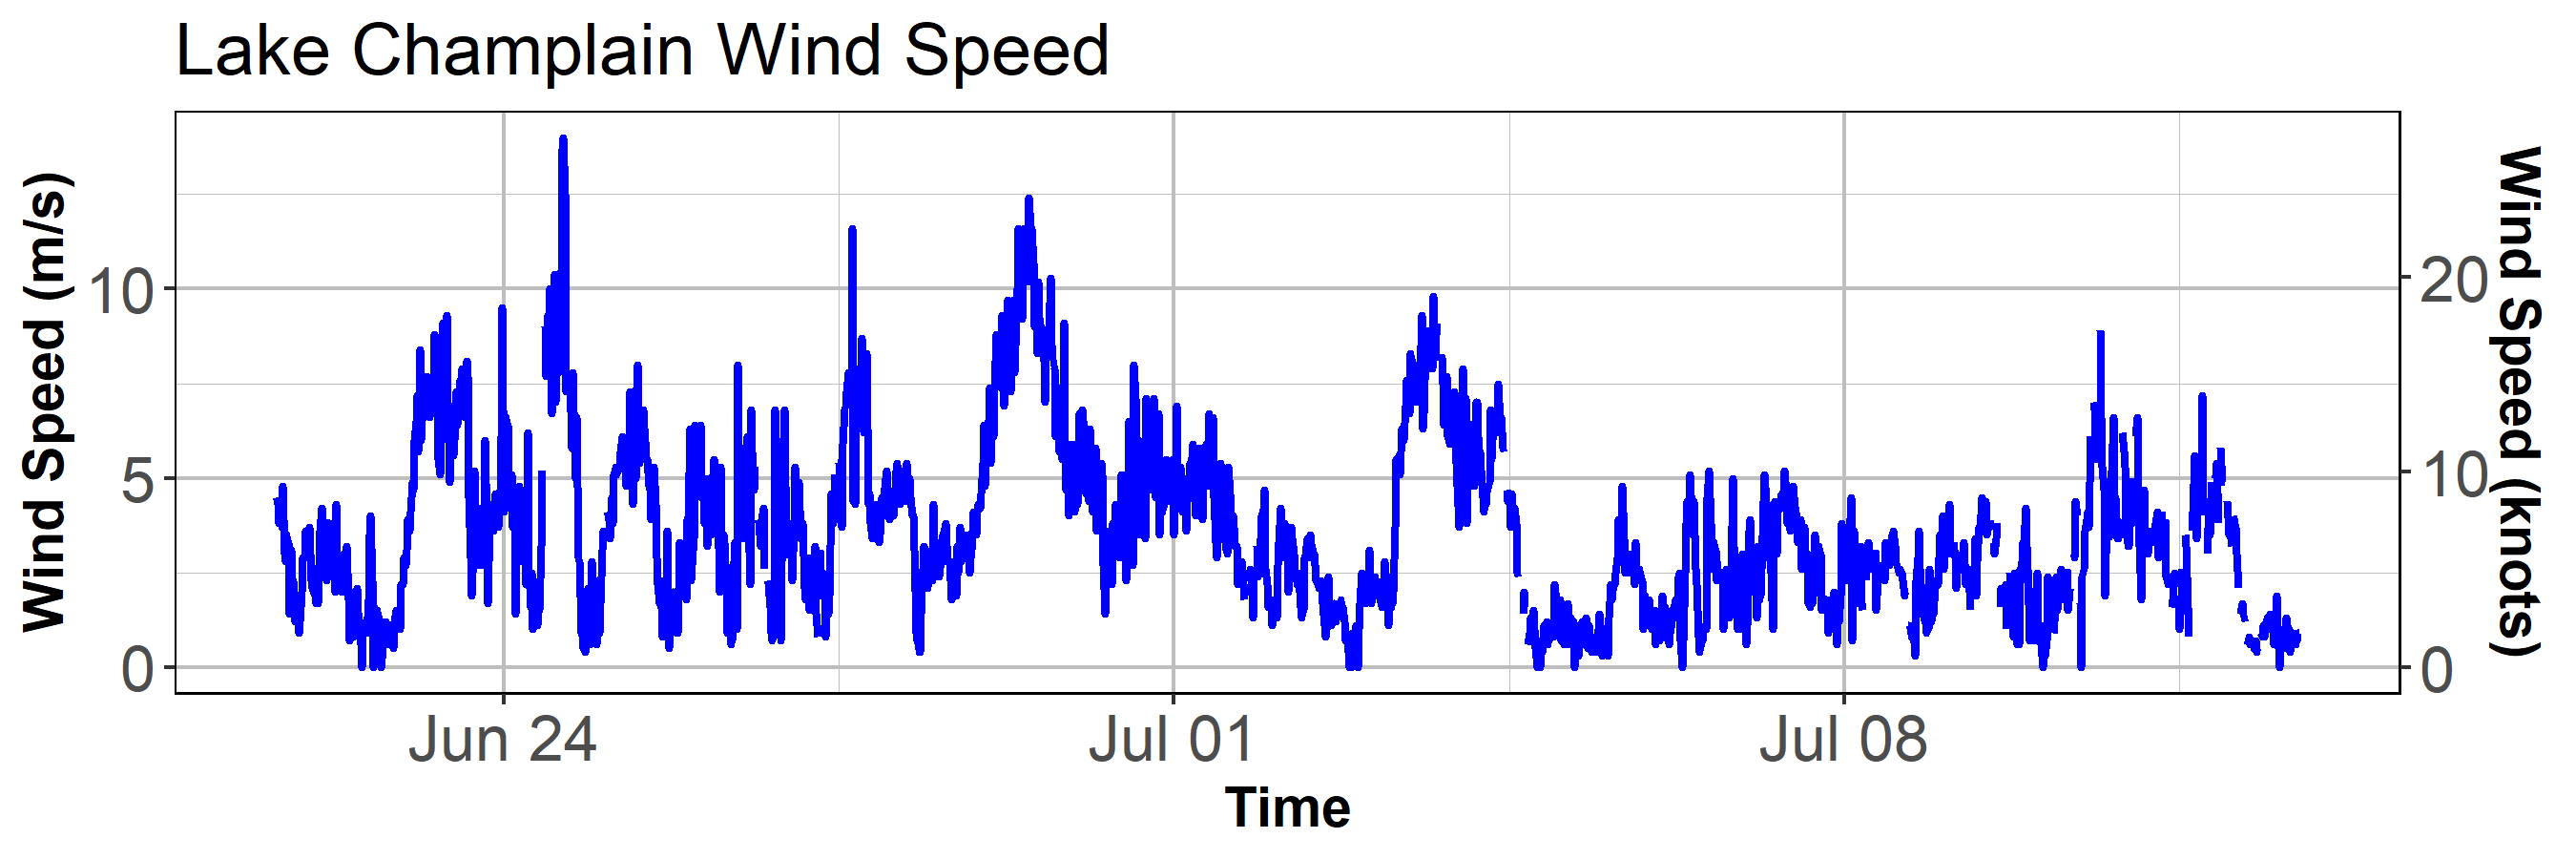 Lake Champlain Wind Speed
Wind Speed (m/s)
10
5
0
20
10
0
Wind Speed (knots)
Jun 24
Jul 01
Jul 08
Time